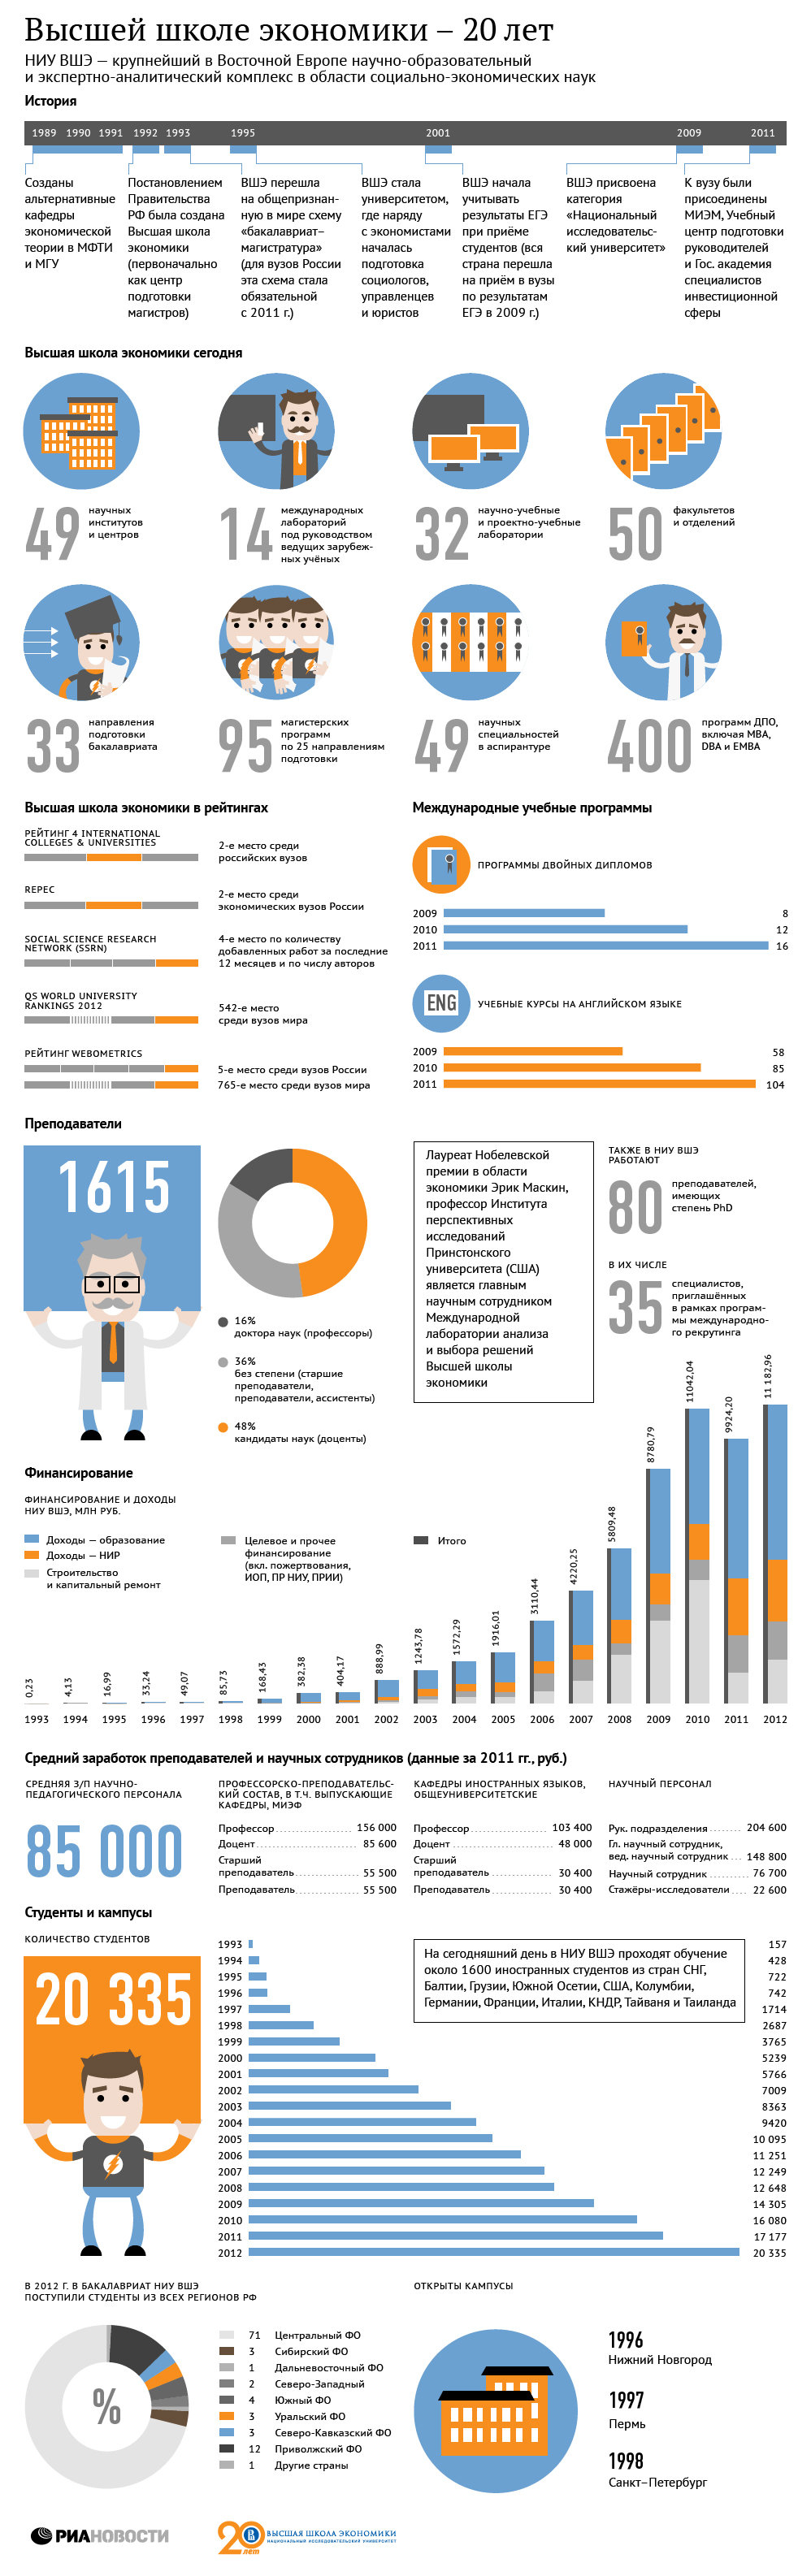 Высшей школе экономики – 20 лет
НИУ ВШЭ — крупнейший в Восточной Европе научно-образовательный
и экспертно-аналитический комплекс в области социально-экономических наук
История
1989 1990 1991 1992 1993 1995 2001 2009 2011
Созданы
альтернативные
кафедры
экономической
теории в МФТИ
и МГУ
Постановлением
Правительства
РФ была создана
Высшая школа
экономики
(первоначально
как центр
подготовки
магистров)
ВШЭ перешла
на общепризнан-
ную в мире схему
«бакалавриат–
магистратура»
(для вузов России
эта схема стала
обязательной
с 2011 г.)
ВШЭ стала
университетом,
где наряду
с экономистами
началась
подготовка
социологов,
управленцев
и юристов
ВШЭ начала
учитывать
результаты ЕГЭ
при приёме
студентов (вся
страна перешла
на приём в вузы
по результатам
ЕГЭ в 2009 г.)
ВШЭ присвоена
категория
«Национальный
исследовательс-
кий университет»
К вузу были
присоединены
МИЭМ, Учебный
центр подготовки
руководителей
и Гос. академия
специалистов
инвестиционной
сферы
Высшая школа экономики сегодня
49
научных
институтов
и центров
14
международных
лабораторий
под руководством
ведущих зарубеж-
ных учёных
32
научно-учебные
и проектно-учебные
лаборатории
50
факультетов
и отделений
33
направления
подготовки
бакалавриата
95
магистерских
программ
по 25 направлениям
подготовки
49
научных
специальностей
в аспирантуре
400
программ ДПО,
включая MBA,
DBA и EMBA
Высшая школа экономики в рейтингах
РЕЙТИНГ 4 INTERNATIONAL
COLLEGES & UNIVERSITIES
2-е место среди
российских вузов
REPEC
2-е место среди
экономических вузов России
SOCIAL SCIENCE RESEARCH
NETWORK (SSRN)
4-е место по количеству
добавленных работ за последние
12 месяцев и по числу авторов
QS WORLD UNIVERSITY
RANKINGS 2012
542-е место
среди вузов мира
РЕЙТИНГ WEBOMETRICS
5-е место среди вузов России
765-е место среди вузов мира
Международные учебные программы
ПРОГРАММЫ ДВОЙНЫХ ДИПЛОМОВ
2009 8
2010 12
2011 16
ENG
УЧЕБНЫЕ КУРСЫ НА АНГЛИЙСКОМ ЯЗЫКЕ
2009 58
2010 85
2011 104
Преподаватели
1615
16%
доктора наук (профессоры)
36%
без степени (старшие
преподаватели,
преподаватели, ассистенты)
48%
кандидаты наук (доценты)
Лауреат Нобелевской
премии в области
экономики Эрик Маскин,
профессор Института
перспективных
исследований
Принстонского
университета (США)
является главным
научным сотрудником
Международной
лаборатории анализа
и выбора решений
Высшей школы
экономики
ТАКЖЕ В НИУ ВШЭ
РАБОТАЮТ
80
преподавателей,
имеющих
степень PhD
В ИХ ЧИСЛЕ
35
специалистов,
приглашённых
в рамках програм-
мы международно-
го рекрутинга
Финансирование
ФИНАНСИРОВАНИЕ И ДОХОДЫ
НИУ ВШЭ, МЛН РУБ.
Доходы — образование
Доходы — НИР
Строительство
и капитальный ремонт
Целевое и прочее
финансирование
(вкл. пожертвования,
ИОП, ПР НИУ, ПРИИ)
Итого
0,23 4,13 16,99 33,24 49,07 85,73 168,43 382,38 404,17 888,99 1243,78 1572,29 1916,01 3110,44 4220,25 5809,48 8780,79 11042,04 9924,20 11 182,96
1993 1994 1995 1996 1997 1998 1999 2000 2001 2002 2003 2004 2005 2006 2007 2008 2009 2010 2011 2012
Средний заработок преподавателей и научных сотрудников (данные за 2011 гг., руб.)
СРЕДНЯЯ З/П НАУЧНО-
ПЕДАГОГИЧЕСКОГО ПЕРСОНАЛА
85 000
ПРОФЕССОРСКО-ПРЕПОДАВАТЕЛЬС-
КИЙ СОСТАВ, В Т.Ч. ВЫПУСКАЮЩИЕ
КАФЕДРЫ, МИЭФ
Профессор 156 000
Доцент 85 600
Старший
преподаватель 55 500
Преподаватель 55 500
КАФЕДРЫ ИНОСТРАННЫХ ЯЗЫКОВ,
ОБЩЕУНИВЕРСИТЕТСКИЕ
Профессор 103 400
Доцент 48 000
Старший
преподаватель 30 400
Преподаватель 30 400
НАУЧНЫЙ ПЕРСОНАЛ
Рук. подразделения 204 600
Гл. научный сотрудник,
вед. научный сотрудник 148 800
Научный сотрудник 76 700
Стажёры-исследователи 22 600
Студенты и кампусы
КОЛИЧЕСТВО СТУДЕНТОВ
20 335
На сегодняшний день в НИУ ВШЭ проходят обучение
около 1600 иностранных студентов из стран СНГ,
Балтии, Грузии, Южной Осетии, США, Колумбии,
Германии, Франции, Италии, КНДР, Тайваня и Таиланда
1993 157
1994 428
1995 722
1996 742
1997 1714
1998 2687
1999 3765
2000 5239
2001 5766
2002 7009
2003 8363
2004 9420
2005 10 095
2006 11 251
2007 12 249
2008 12 648
2009 14 305
2010 16 080
2011 17 177
2012 20 335
В 2012 Г. В БАКАЛАВРИАТ НИУ ВШЭ
ПОСТУПИЛИ СТУДЕНТЫ ИЗ ВСЕХ РЕГИОНОВ РФ
%
71 Центральный ФО
3 Сибирский ФО
1 Дальневосточный ФО
2 Северо-Западный
4 Южный ФО
3 Уральский ФО
3 Северо-Кавказский ФО
12 Приволжский ФО
1 Другие страны
ОТКРЫТЫ КАМПУСЫ
1996
Нижний Новгород
1997
Пермь
1998
Санкт–Петербург
РИАНОВОСТИ
20 лет
ВЫСШАЯ ШКОЛА ЭКОНОМИКИ
НАЦИОНАЛЬНЫЙ ИССЛЕДОВАТЕЛЬСКИЙ УНИВЕРСИТЕТ